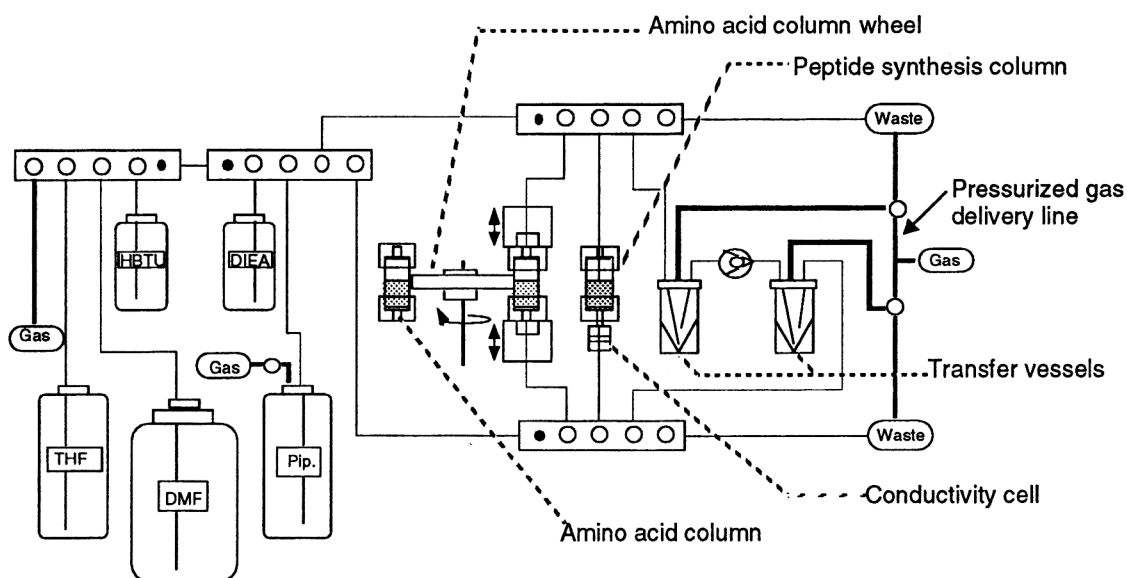 Amino acid column wheel
Peptide synthesis column
Waste
Pressurized gas
delivery line
HBTU
DIEA
Gas
Gas
Gas
Transfer vessels
THF
DMF
Pip.
Waste
Conductivity cell
Amino acid column